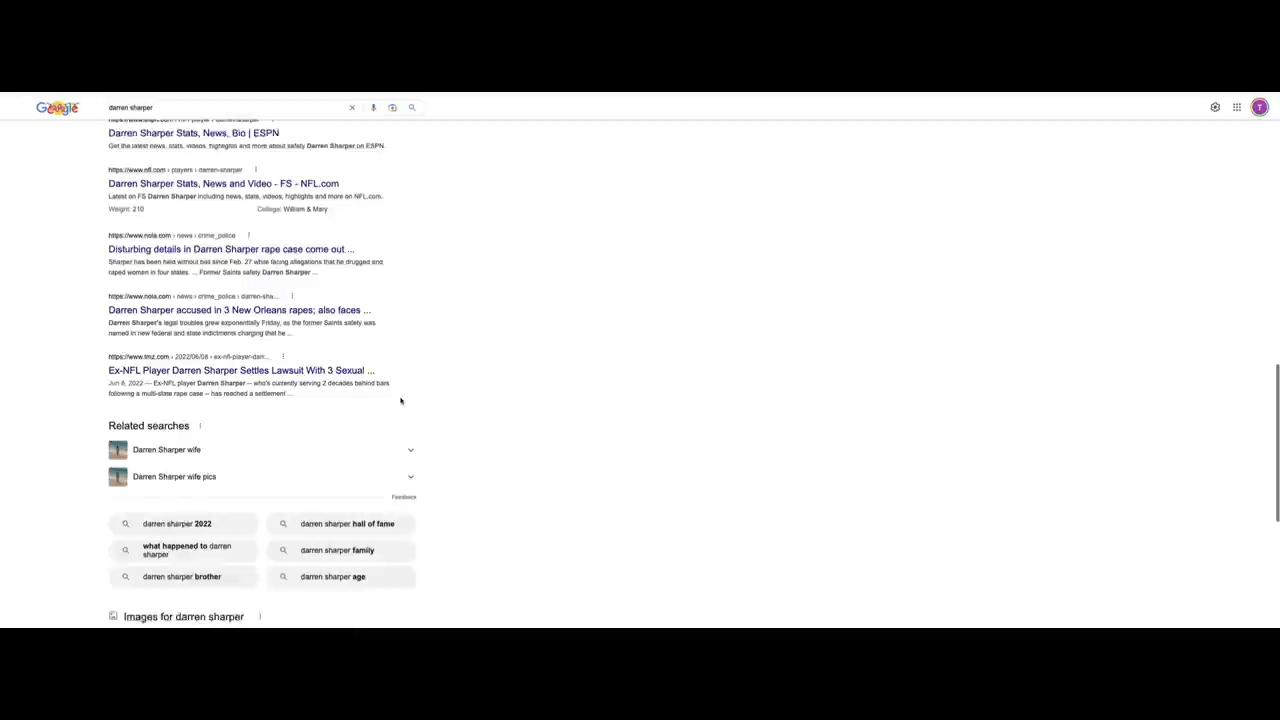 Google
darren sharper
T
Darren Sharper Stats, News, Bio | ESPN
Get the latest news, stats, videos, highlights and more about safety Darren Sharper on ESPN.
https://www.nfl.com › players › darren-sharper
Darren Sharper Stats, News and Video - FS - NFL.com
Latest on FS Darren Sharper including news, stats, videos, highlights and more on NFL.com.
Weight: 210 College: William & Mary
https://www.nola.com › news › crime_police
Disturbing details in Darren Sharper rape case come out ...
Sharper has been held without bail since Feb. 27 while facing allegations that he drugged and
raped women in four states. ... Former Saints safety Darren Sharper ...
https://www.nola.com › news › crime_police › darren-sha...
Darren Sharper accused in 3 New Orleans rapes; also faces ...
Darren Sharper's legal troubles grew exponentially Friday, as the former Saints safety was
named in new federal and state indictments charging that he ...
https://www.tmz.com › 2022/06/08 › ex-nfl-player-darr...
Ex-NFL Player Darren Sharper Settles Lawsuit With 3 Sexual ...
Jun 8, 2022 — Ex-NFL player Darren Sharper -- who's currently serving 2 decades behind bars
following a multi-state rape case -- has reached a settlement ...
Related searches
Darren Sharper wife
Darren Sharper wife pics
Feedback
darren sharper 2022
darren sharper hall of fame
what happened to darren
sharper
darren sharper family
darren sharper brother
darren sharper age
Images for darren sharper